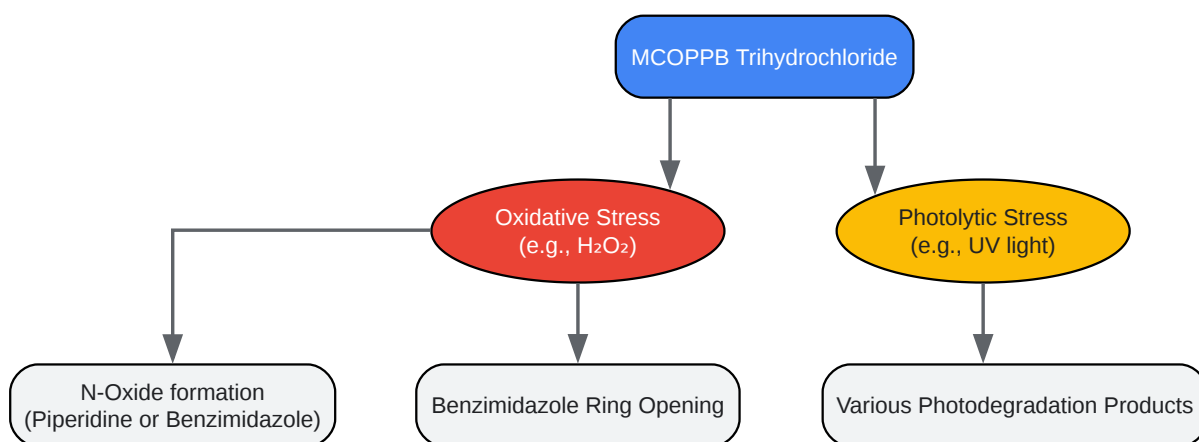 MCOPPB Trihydrochloride
Oxidative Stress
(e.g., H₂O₂)
Photolytic Stress
(e.g., UV light)
N-Oxide formation
(Piperidine or Benzimidazole)
Benzimidazole Ring Opening
Various Photodegradation Products